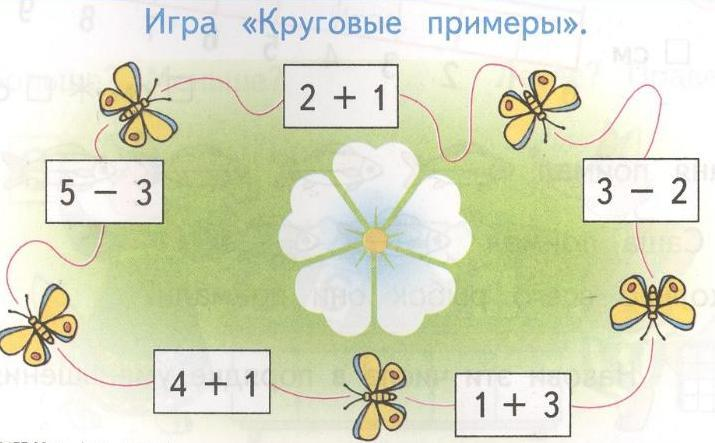 Игра «Круговые примеры».
2 + 1
5 − 3
3 − 2
4 + 1
1 + 3